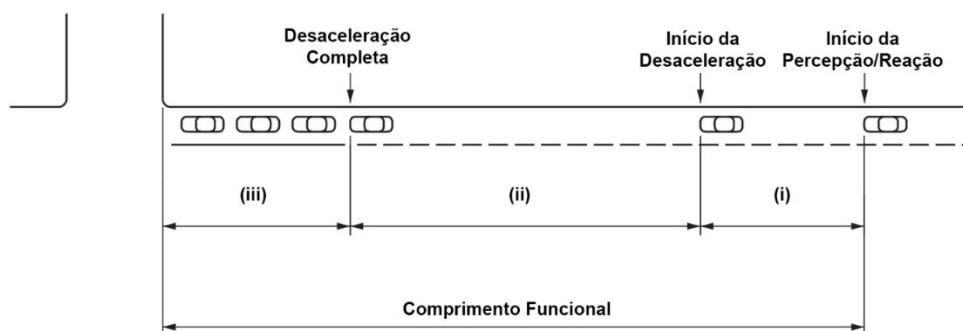 Desaceleração
Completa
Início da
Desaceleração
Início da
Percepção/Reação
(iii)
(ii)
(i)
Comprimento Funcional